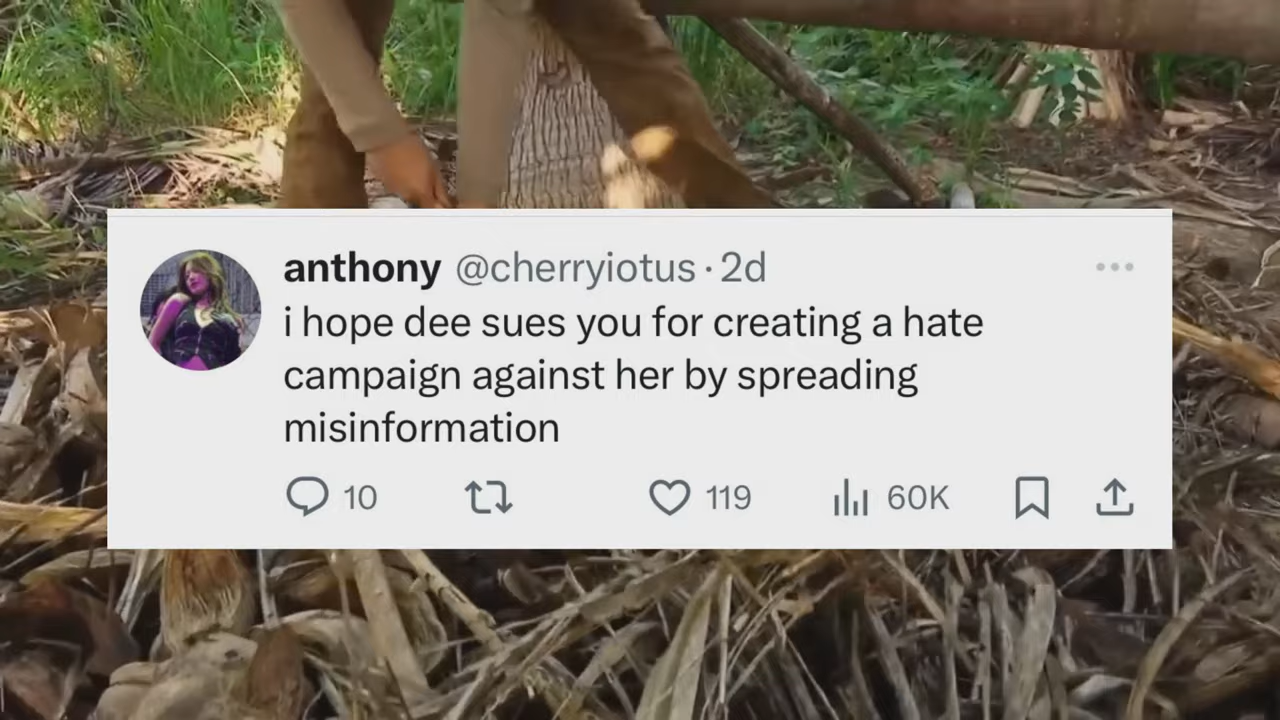 anthony @cherryiotus · 2d
i hope dee sues you for creating a hate
campaign against her by spreading
misinformation
10 119 60K